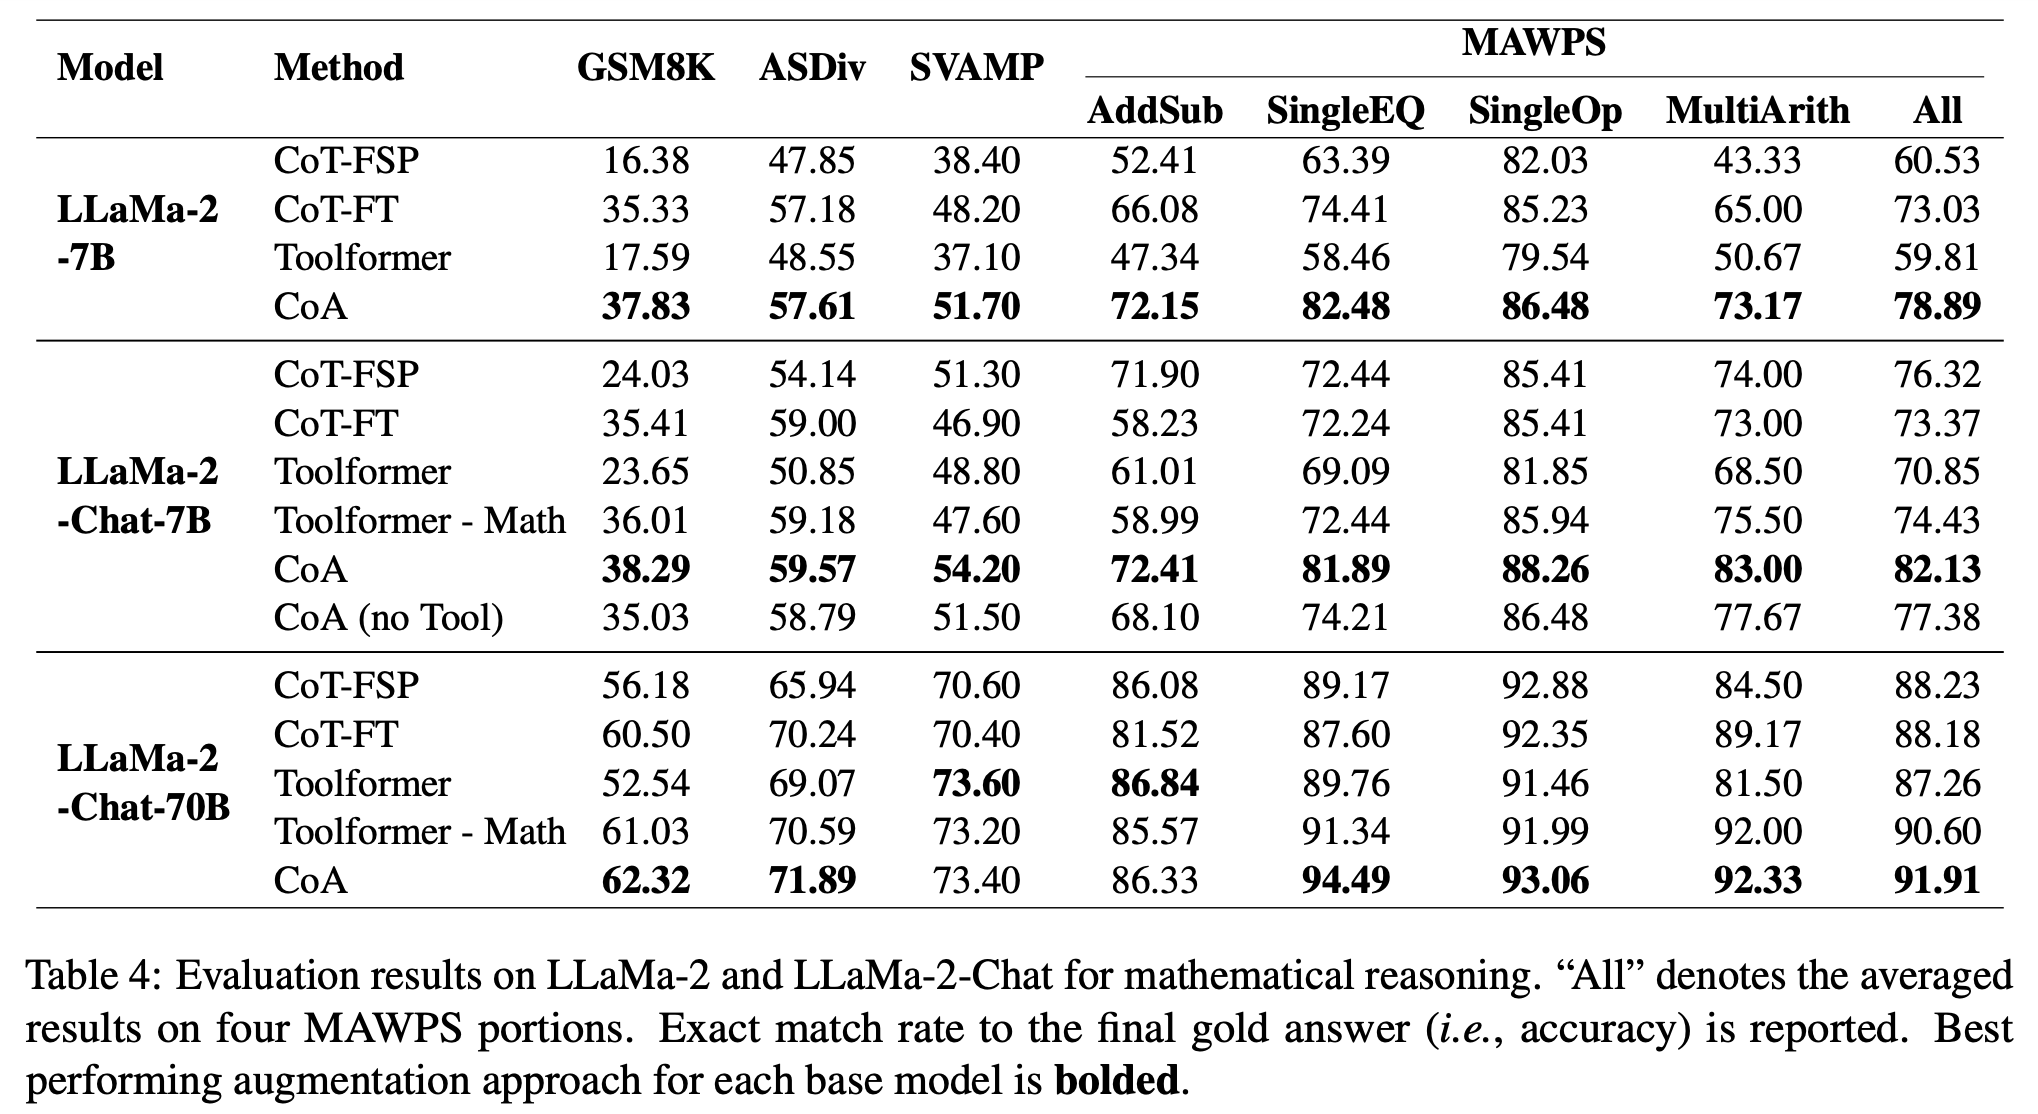 MAWPS
Model Method GSM8K ASDiv SVAMP
AddSub SingleEQ SingleOp MultiArith All
CoT-FSP 16.38 47.85 38.40 52.41 63.39 82.03 43.33 60.53
LLaMa-2 CoT-FT 35.33 57.18 48.20 66.08 74.41 85.23 65.00 73.03
-7B Toolformer 17.59 48.55 37.10 47.34 58.46 79.54 50.67 59.81
CoA 37.83 57.61 51.70 72.15 82.48 86.48 73.17 78.89
CoT-FSP 24.03 54.14 51.30 71.90 72.44 85.41 74.00 76.32
CoT-FT 35.41 59.00 46.90 58.23 72.24 85.41 73.00 73.37
LLaMa-2 Toolformer 23.65 50.85 48.80 61.01 69.09 81.85 68.50 70.85
-Chat-7B Toolformer - Math 36.01 59.18 47.60 58.99 72.44 85.94 75.50 74.43
CoA 38.29 59.57 54.20 72.41 81.89 88.26 83.00 82.13
CoA (no Tool) 35.03 58.79 51.50 68.10 74.21 86.48 77.67 77.38
CoT-FSP 56.18 65.94 70.60 86.08 89.17 92.88 84.50 88.23
CoT-FT 60.50 70.24 70.40 81.52 87.60 92.35 89.17 88.18
LLaMa-2
Toolformer 52.54 69.07 73.60 86.84 89.76 91.46 81.50 87.26
-Chat-70B
Toolformer - Math 61.03 70.59 73.20 85.57 91.34 91.99 92.00 90.60
CoA 62.32 71.89 73.40 86.33 94.49 93.06 92.33 91.91
Table 4: Evaluation results on LLaMa-2 and LLaMa-2-Chat for mathematical reasoning. “All” denotes the averaged
results on four MAWPS portions. Exact match rate to the final gold answer (i.e., accuracy) is reported. Best
performing augmentation approach for each base model is bolded.